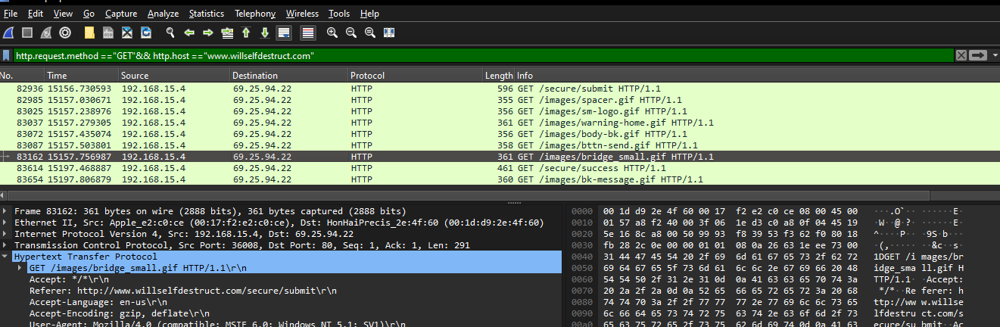 File Edit View Go Capture Analyze Statistics Telephony Wireless Tools Help
http.request.method =="GET"&& http.host =="www.willselfdestruct.com"
No. Time Source Destination Protocol Length Info
82936 15156.730593 192.168.15.4 69.25.94.22 HTTP 596 GET /secure/submit HTTP/1.1
82985 15157.030671 192.168.15.4 69.25.94.22 HTTP 355 GET /images/spacer.gif HTTP/1.1
83025 15157.238976 192.168.15.4 69.25.94.22 HTTP 356 GET /images/sm-logo.gif HTTP/1.1
83037 15157.279305 192.168.15.4 69.25.94.22 HTTP 361 GET /images/warning-home.gif HTTP/1.1
83072 15157.435074 192.168.15.4 69.25.94.22 HTTP 356 GET /images/body-bk.gif HTTP/1.1
83087 15157.503801 192.168.15.4 69.25.94.22 HTTP 358 GET /images/bttn-send.gif HTTP/1.1
83162 15157.756987 192.168.15.4 69.25.94.22 HTTP 361 GET /images/bridge_small.gif HTTP/1.1
83614 15197.468887 192.168.15.4 69.25.94.22 HTTP 461 GET /secure/success HTTP/1.1
83654 15197.806879 192.168.15.4 69.25.94.22 HTTP 360 GET /images/bk-message.gif HTTP/1.1
Frame 83162: 361 bytes on wire (2888 bits), 361 bytes captured (2888 bits)
Ethernet II, Src: Apple_e2:c0:ce (00:17:f2:e2:c0:ce), Dst: HonHaiPrecis_2e:4f:60 (00:1d:d9:2e:4f:60)
Internet Protocol Version 4, Src: 192.168.15.4, Dst: 69.25.94.22
Transmission Control Protocol, Src Port: 36008, Dst Port: 80, Seq: 1, Ack: 1, Len: 291
Hypertext Transfer Protocol
GET /images/bridge_small.gif HTTP/1.1\r\n
Accept: */*\r\n
Referer: http://www.willselfdestruct.com/secure/submit\r\n
Accept-Language: en-us\r\n
Accept-Encoding: gzip, deflate\r\n
User-Agent: Mozilla/4.0 (compatible; MSIE 6.0; Windows NT 5.1; SV1)\r\n
0000 00 1d d9 2e 4f 60 00 17 f2 e2 c0 ce 08 00 45 00 ····O`·· ······E·
0010 01 57 a8 f2 40 00 3f 06 1e d3 c0 a8 0f 04 45 19 ·W··@·?· ······E·
0020 5e 16 8c a8 00 50 99 93 f8 39 53 f3 62 f0 80 18 ^····P·· ·9S·b···
0030 fb 28 2c 0e 00 00 01 01 08 0a 26 63 1e ee 73 00 ·(,····· ··&c··s·
0040 31 44 47 45 54 20 2f 69 6d 61 67 65 73 2f 62 72 1DGET /i mages/br
0050 69 64 67 65 5f 73 6d 61 6c 6c 2e 67 69 66 20 48 idge_sma ll.gif H
0060 54 54 50 2f 31 2e 31 0d 0a 41 63 63 65 70 74 3a TTP/1.1· ·Accept:
0070 20 2a 2f 2a 0d 0a 52 65 66 65 72 65 72 3a 20 68 */*··Re ferer: h
0080 74 74 70 3a 2f 2f 77 77 77 2e 77 69 6c 6c 73 65 ttp://ww w.willse
0090 6c 66 64 65 73 74 72 75 63 74 2e 63 6f 6d 2f 73 lfdestru ct.com/s
00a0 65 63 75 72 65 2f 73 75 62 6d 69 74 0d 0a 41 63 ecure/su bmit··Ac